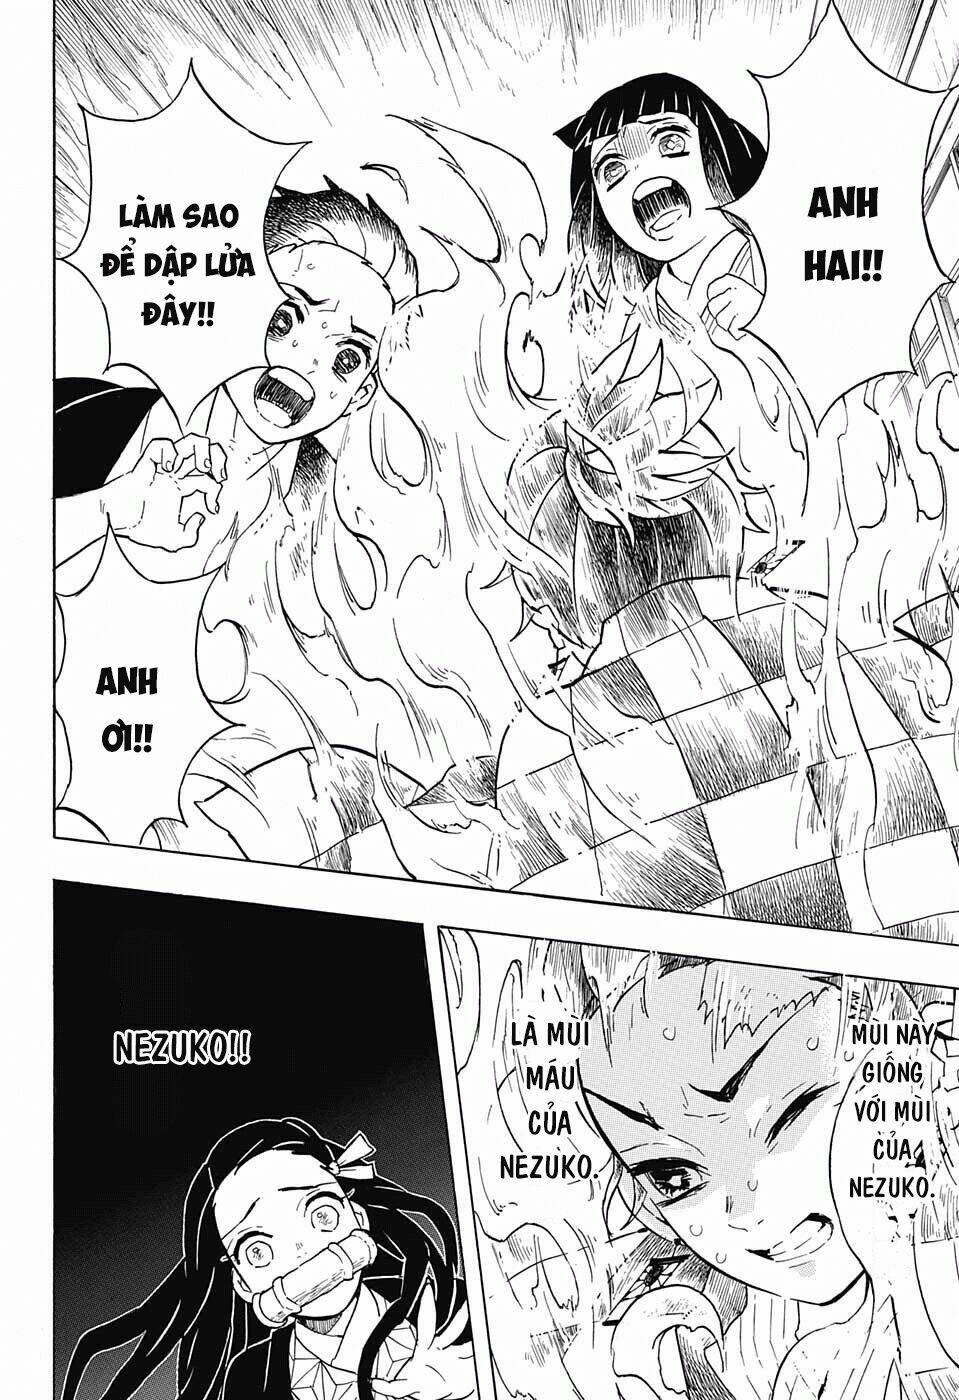 ANH
HAI!!
LÀM SAO
ĐỂ DẬP LỬA
ĐÂY!!
ANH
ƠI!!
MÙI NÀY
GIỐNG
VỚI MÙI
CỦA
NEZUKO.
LÀ MÙI
MÁU
CỦA
NEZUKO.
NEZUKO!!